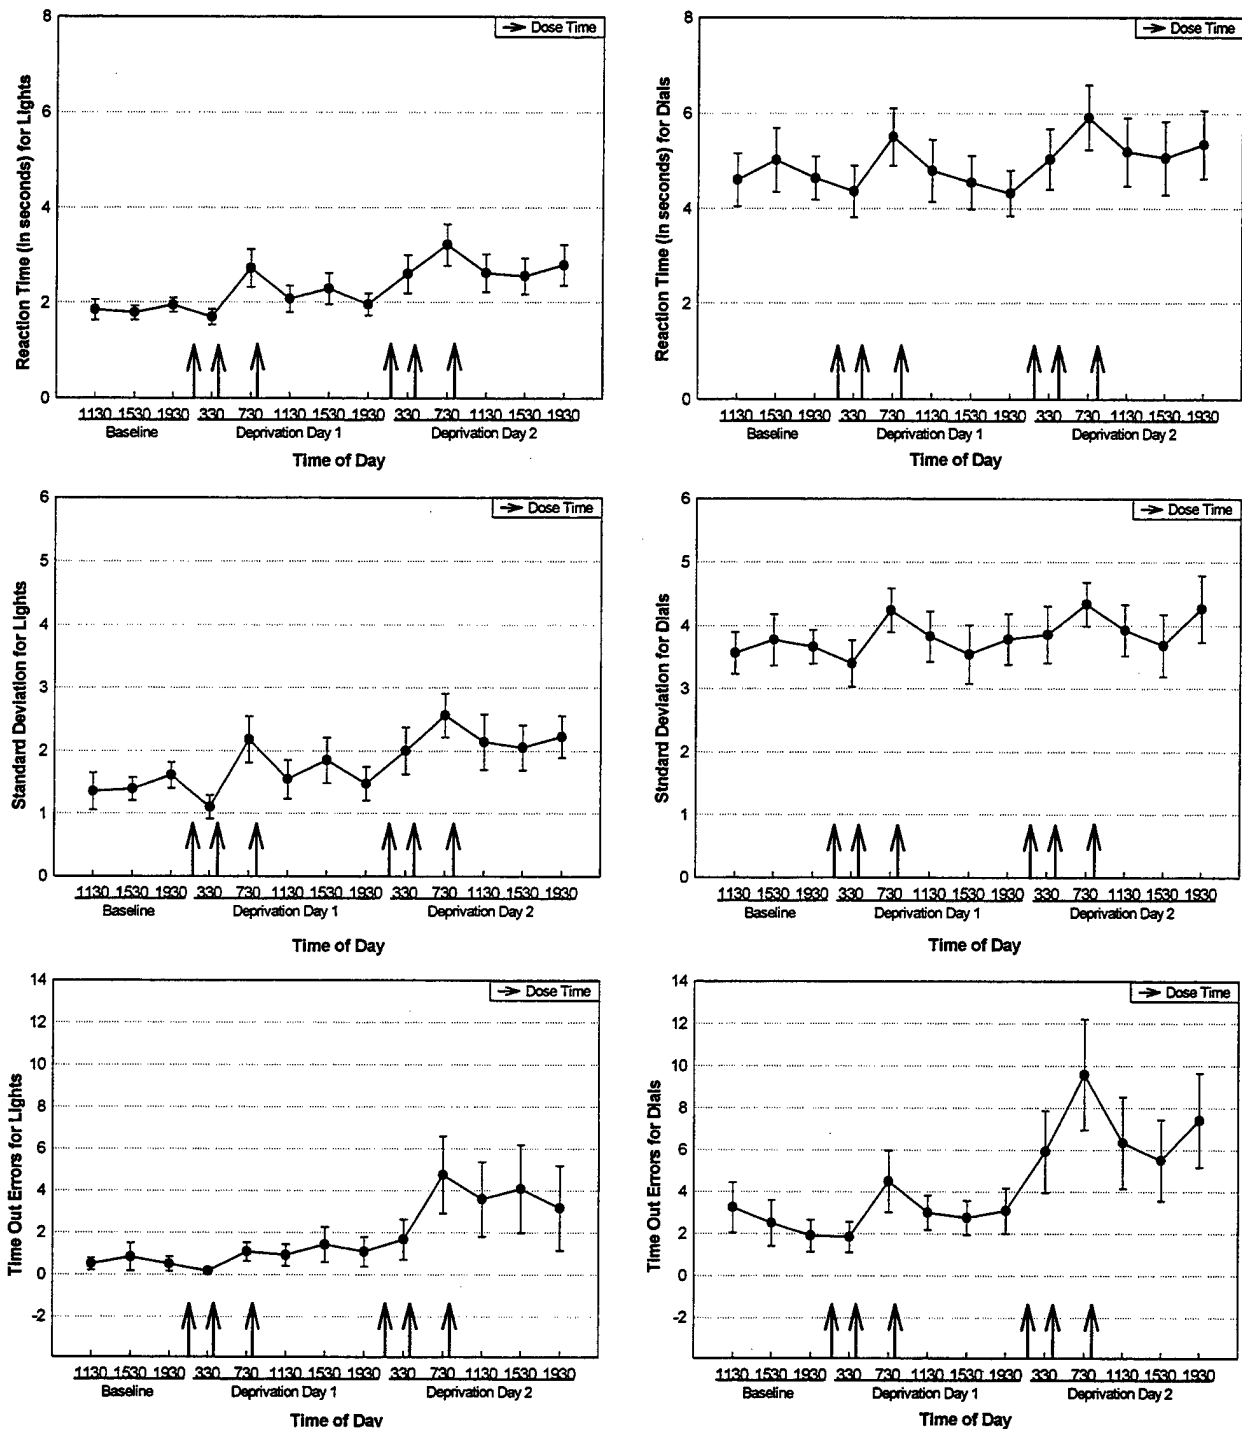 8
6
4
2
0
Reaction Time (in seconds) for Lights
→ Dose Time
1130 1530 1930 330 730 1130 1530 1930 330 730 1130 1530 1930
Baseline Deprivation Day 1 Deprivation Day 2
Time of Day
8
6
4
2
0
Reaction Time (in seconds) for Dials
→ Dose Time
1130 1530 1930 330 730 1130 1530 1930 330 730 1130 1530 1930
Baseline Deprivation Day 1 Deprivation Day 2
Time of Day
6
5
4
3
2
1
0
Standard Deviation for Lights
→ Dose Time
1130 1530 1930 330 730 1130 1530 1930 330 730 1130 1530 1930
Baseline Deprivation Day 1 Deprivation Day 2
Time of Day
6
5
4
3
2
1
0
Stndard Deviation for Dials
→ Dose Time
1130 1530 1930 330 730 1130 1530 1930 330 730 1130 1530 1930
Baseline Deprivation Day 1 Deprivation Day 2
Time of Day
14
12
10
8
6
4
2
0
-2
Time Out Errors for Lights
→ Dose Time
1130 1530 1930 330 730 1130 1530 1930 330 730 1130 1530 1930
Baseline Deprivation Day 1 Deprivation Day 2
Time of Day
14
12
10
8
6
4
2
0
-2
Time Out Errors for Dials
→ Dose Time
1130 1530 1930 330 730 1130 1530 1930 330 730 1130 1530 1930
Baseline Deprivation Day 1 Deprivation Day 2
Time of Day